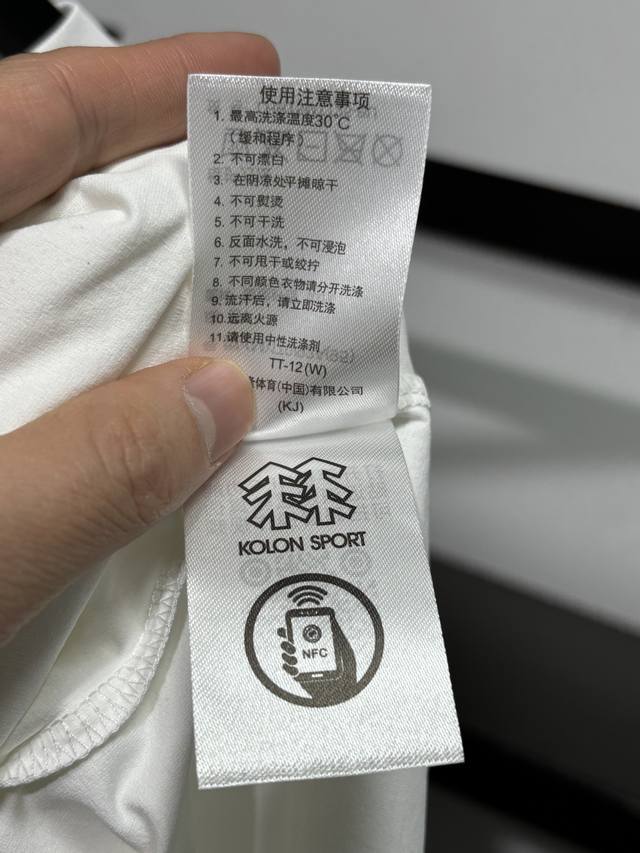 使用注意事项
1. 最高洗涤温度30℃
(缓和程序)
2. 不可漂白
3. 在阴凉处平摊晾干
4. 不可熨烫
5. 不可干洗
6. 反面水洗，不可浸泡
7. 不可甩干或绞拧
8. 不同颜色衣物请分开洗涤
9. 流汗后，请立即洗涤
10.远离火源
11.请使用中性洗涤剂
TT-12(W)
体育(中国)有限公司
(KJ)
KOLON SPORT
NFC